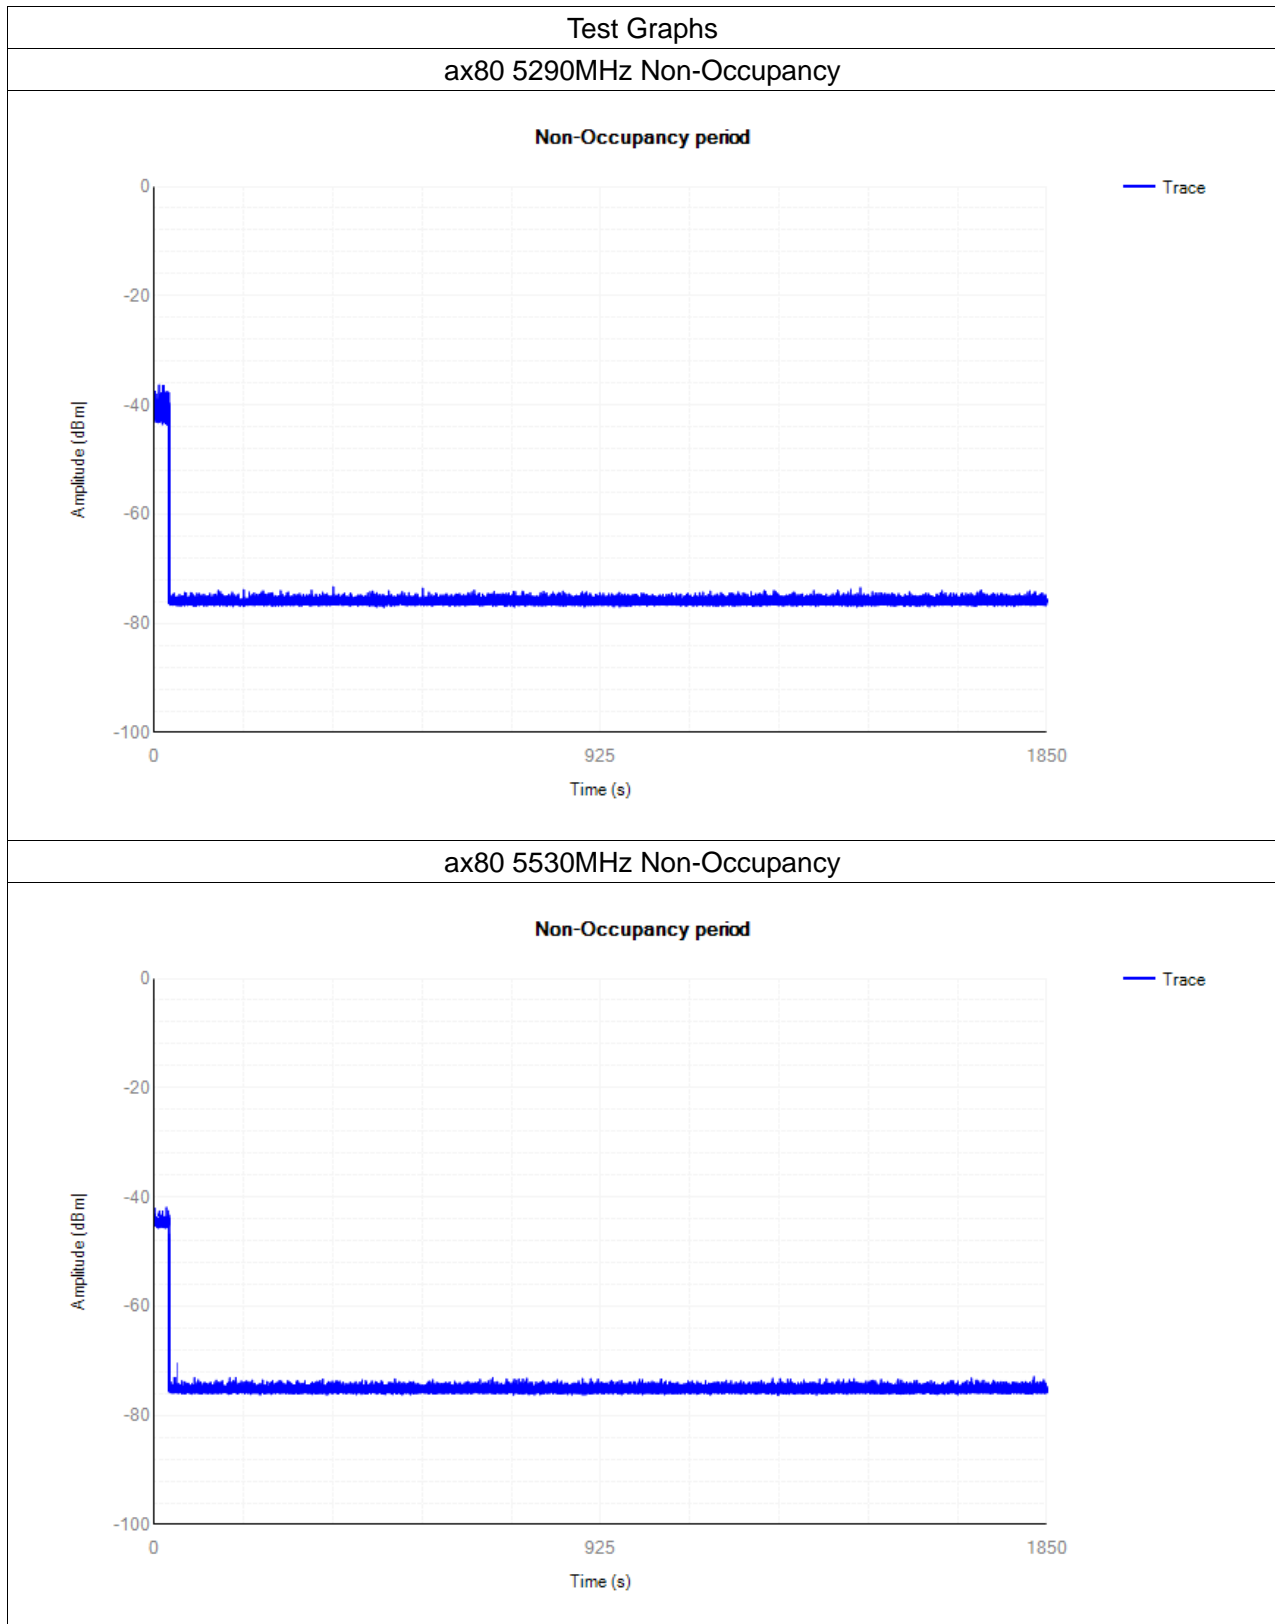 Test Graphs
ax80 5290MHz Non-Occupancy
Non-Occupancy period
Trace
0
-20
-40
-60
-80
-100
Amplitude (dBm|
0 925 1850
Time (s)
ax80 5530MHz Non-Occupancy
Non-Occupancy period
Trace
0
-20
-40
-60
-80
-100
Amplitude (dBm|
0 925 1850
Time (s)